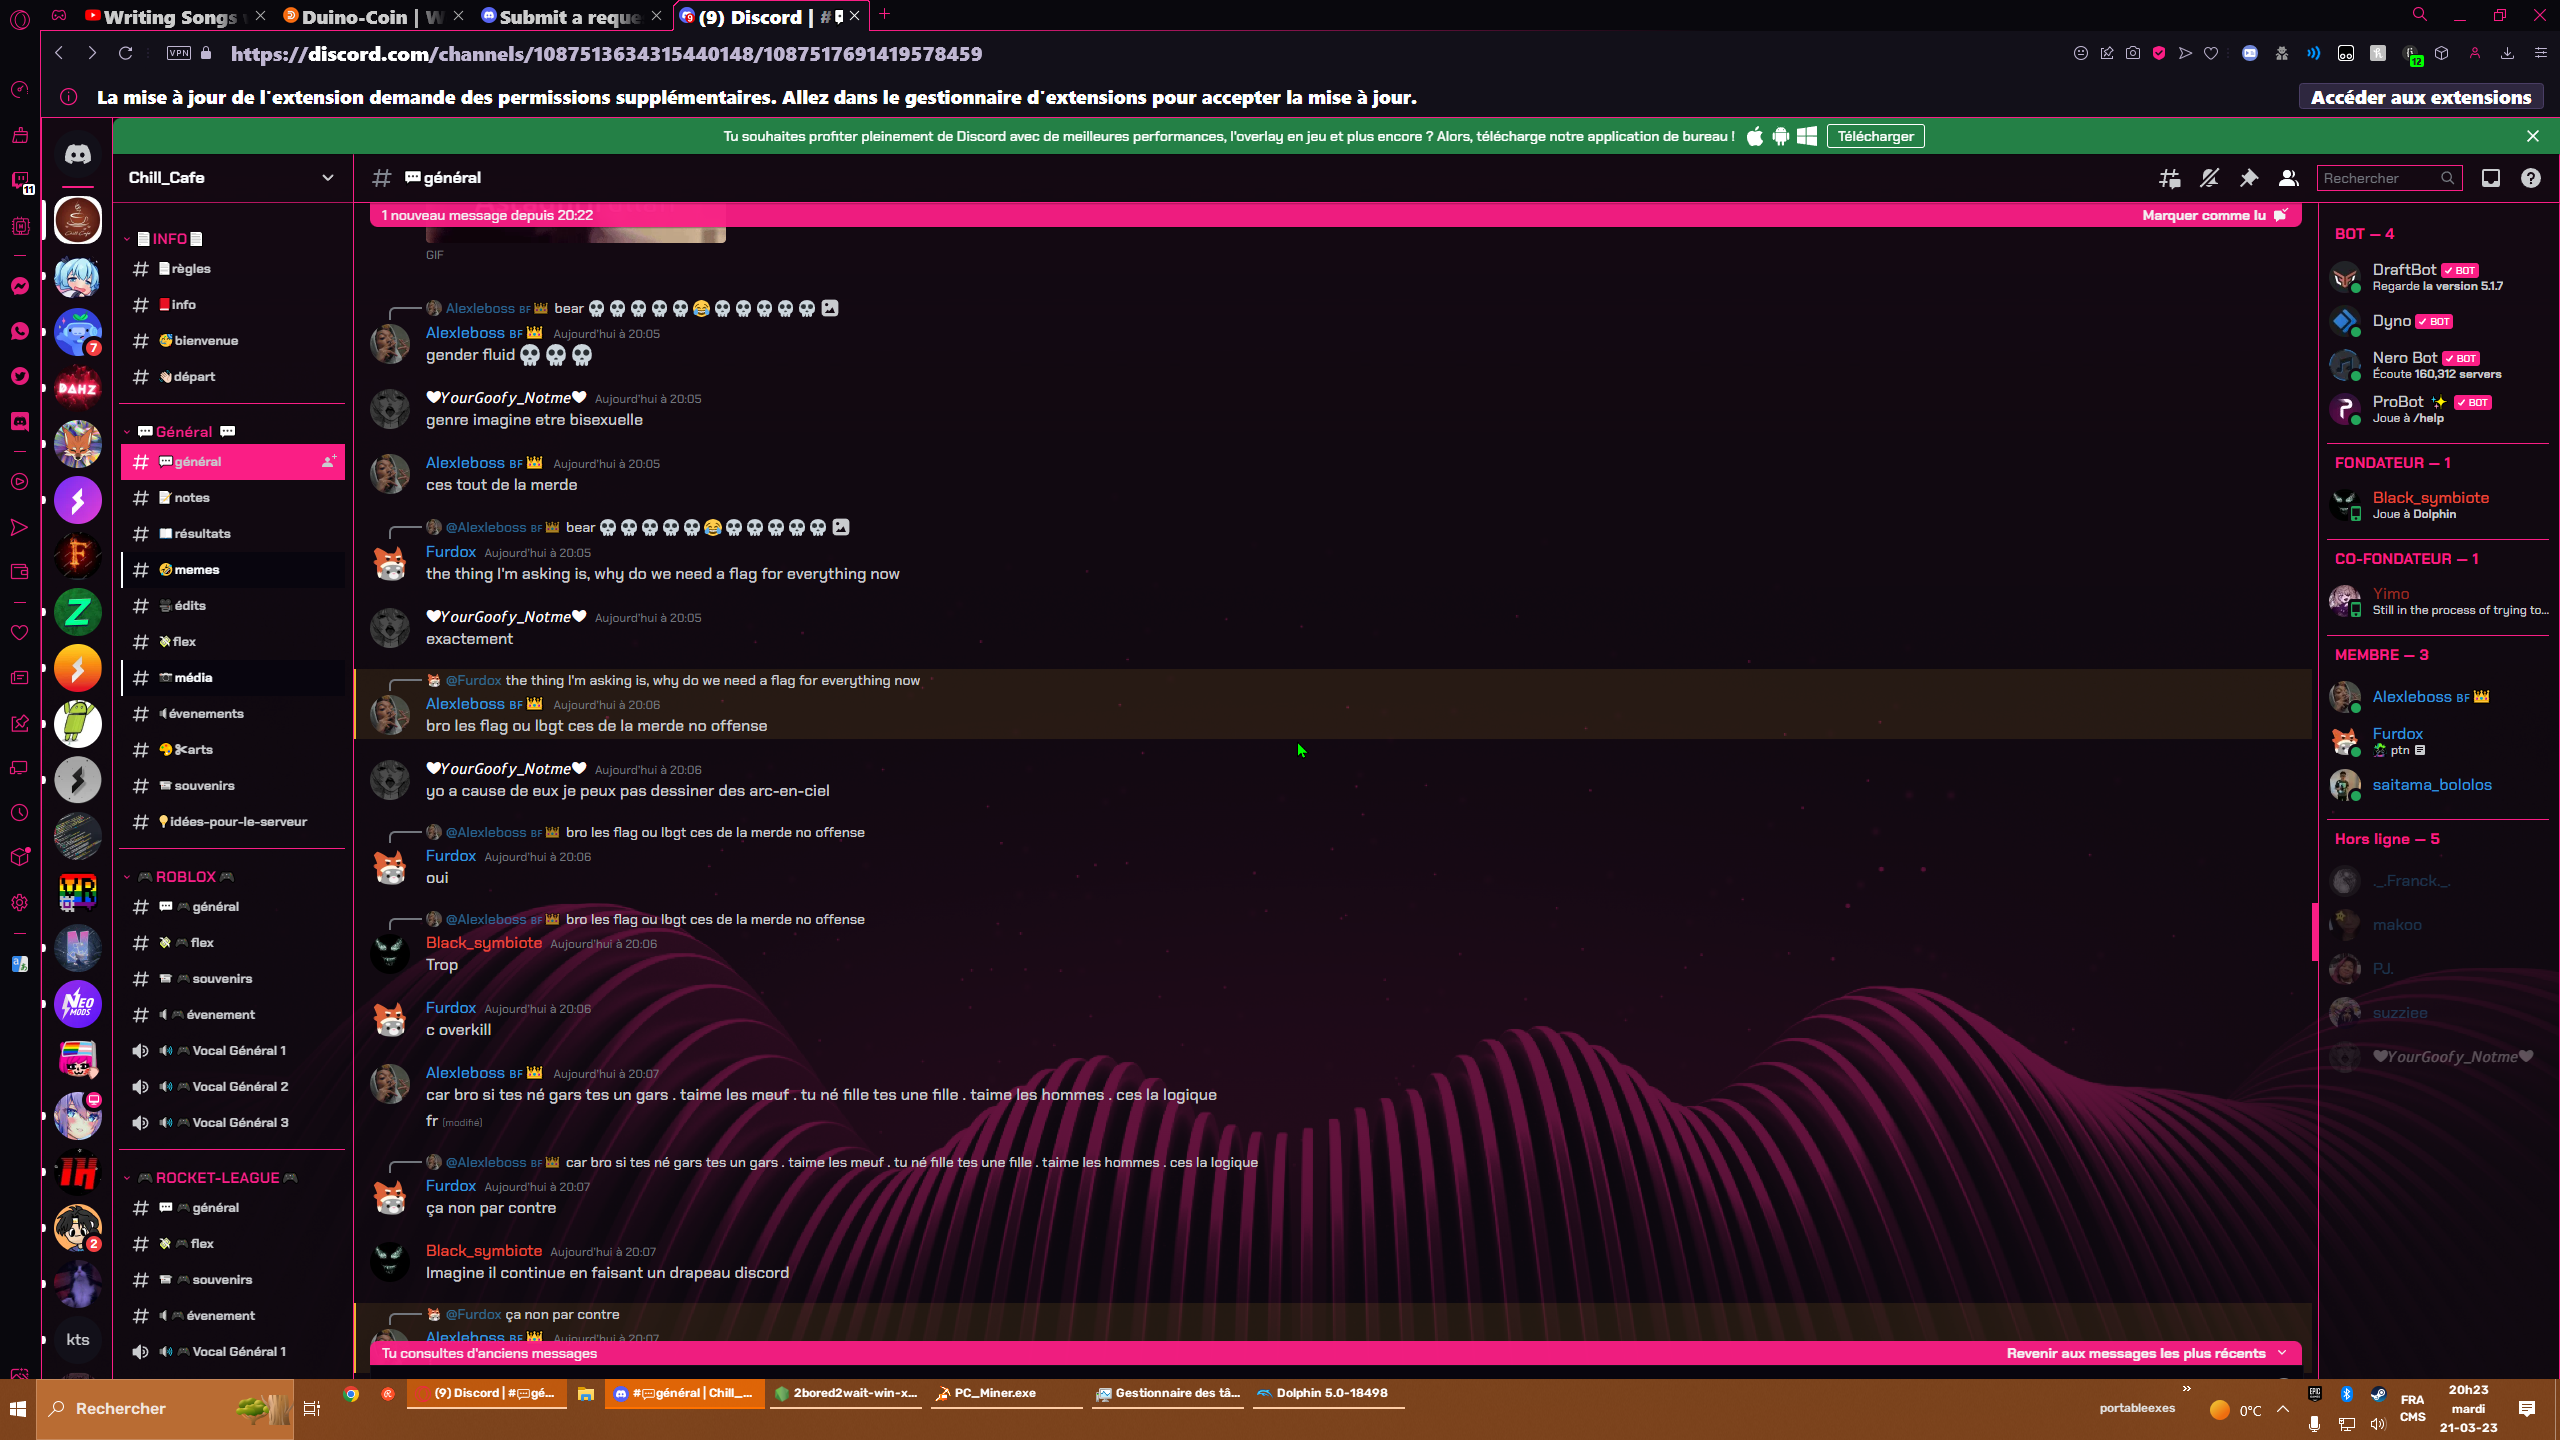 Writing Songs
Duino-Coin | W
Submit a reque
(9) Discord | #
VPN
https://discord.com/channels/1087513634315440148/1087517691419578459
12
La mise à jour de l'extension demande des permissions supplémentaires. Allez dans le gestionnaire d'extensions pour accepter la mise à jour.
Accéder aux extensions
Tu souhaites profiter pleinement de Discord avec de meilleures performances, l'overlay en jeu et plus encore ? Alors, télécharge notre application de bureau !
Télécharger
Chill_Cafe
général
Rechercher
11
7
DAHZ
F
Z
NEO
MODS
2
kts
INFO
règles
info
bienvenue
départ
Général
général
notes
résultats
memes
édits
flex
média
évenements
arts
souvenirs
idées-pour-le-serveur
ROBLOX
général
flex
souvenirs
évenement
Vocal Général 1
Vocal Général 2
Vocal Général 3
ROCKET-LEAGUE
général
flex
souvenirs
évenement
Vocal Général 1
1 nouveau message depuis 20:22
Marquer comme lu
GIF
Alexleboss BF 👑 bear 💀💀💀💀💀😂💀💀💀💀💀
Alexleboss BF 👑 Aujourd'hui à 20:05
gender fluid 💀💀💀
🤍YourGoofy_Notme🤍 Aujourd'hui à 20:05
genre imagine etre bisexuelle
Alexleboss BF 👑 Aujourd'hui à 20:05
ces tout de la merde
@Alexleboss BF 👑 bear 💀💀💀💀💀😂💀💀💀💀💀
Furdox Aujourd'hui à 20:05
the thing I'm asking is, why do we need a flag for everything now
🤍YourGoofy_Notme🤍 Aujourd'hui à 20:05
exactement
@Furdox the thing I'm asking is, why do we need a flag for everything now
Alexleboss BF 👑 Aujourd'hui à 20:06
bro les flag ou lbgt ces de la merde no offense
🤍YourGoofy_Notme🤍 Aujourd'hui à 20:06
yo a cause de eux je peux pas dessiner des arc-en-ciel
@Alexleboss BF 👑 bro les flag ou lbgt ces de la merde no offense
Furdox Aujourd'hui à 20:06
oui
@Alexleboss BF 👑 bro les flag ou lbgt ces de la merde no offense
Black_symbiote Aujourd'hui à 20:06
Trop
Furdox Aujourd'hui à 20:06
c overkill
Alexleboss BF 👑 Aujourd'hui à 20:07
car bro si tes né gars tes un gars . taime les meuf . tu né fille tes une fille . taime les hommes . ces la logique
fr (modifié)
@Alexleboss BF 👑 car bro si tes né gars tes un gars . taime les meuf . tu né fille tes une fille . taime les hommes . ces la logique
Furdox Aujourd'hui à 20:07
ça non par contre
Black_symbiote Aujourd'hui à 20:07
Imagine il continue en faisant un drapeau discord
@Furdox ça non par contre
Alexleboss BF 👑 Aujourd'hui à 20:07
Tu consultes d'anciens messages
Revenir aux messages les plus récents
BOT — 4
DraftBot BOT
Regarde la version 5.1.7
Dyno BOT
Nero Bot BOT
Écoute 160,312 servers
ProBot ✨ BOT
Joue à /help
FONDATEUR — 1
Black_symbiote
Joue à Dolphin
CO-FONDATEUR — 1
Yimo
Still in the process of trying to...
MEMBRE — 3
Alexleboss BF 👑
Furdox
ptn
saitama_bololos
Hors ligne — 5
._.Franck._.
makoo
PJ.
suzziee
🤍YourGoofy_Notme🤍
Rechercher
(9) Discord | #gé...
#général | Chill_...
2bored2wait-win-x...
PC_Miner.exe
Gestionnaire des tâ...
Dolphin 5.0-18498
portableexes
0°C
FRA
CMS
20h23
mardi
21-03-23